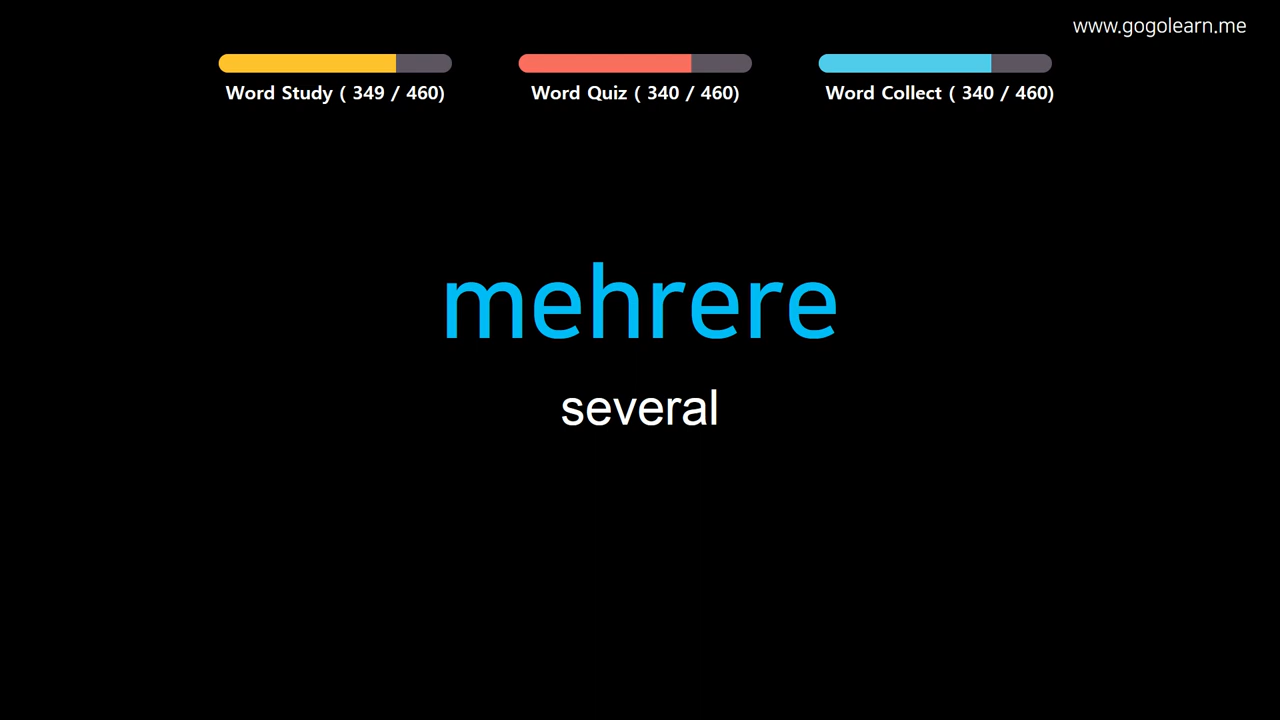 www.gogolearn.me
Word Study ( 349 / 460)
Word Quiz ( 340 / 460)
Word Collect ( 340 / 460)
mehrere
several